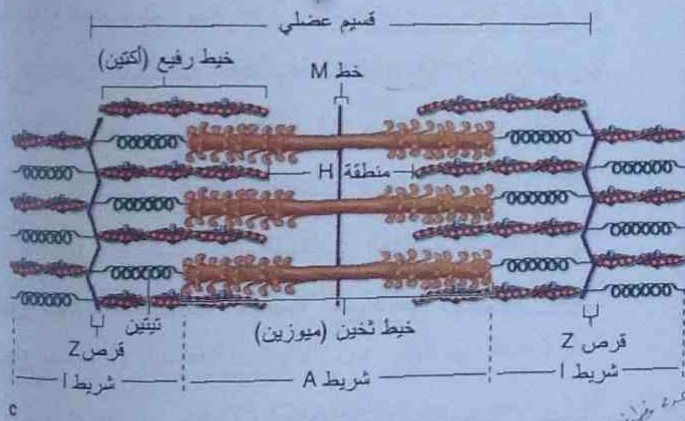 قسيم عضلي
خيط رفيع (أكتين)
خط M
منطقة H
تيتين
خيط ثخين (ميوزين)
قرص Z
قرص Z
شريط I
شريط A
شريط I
c